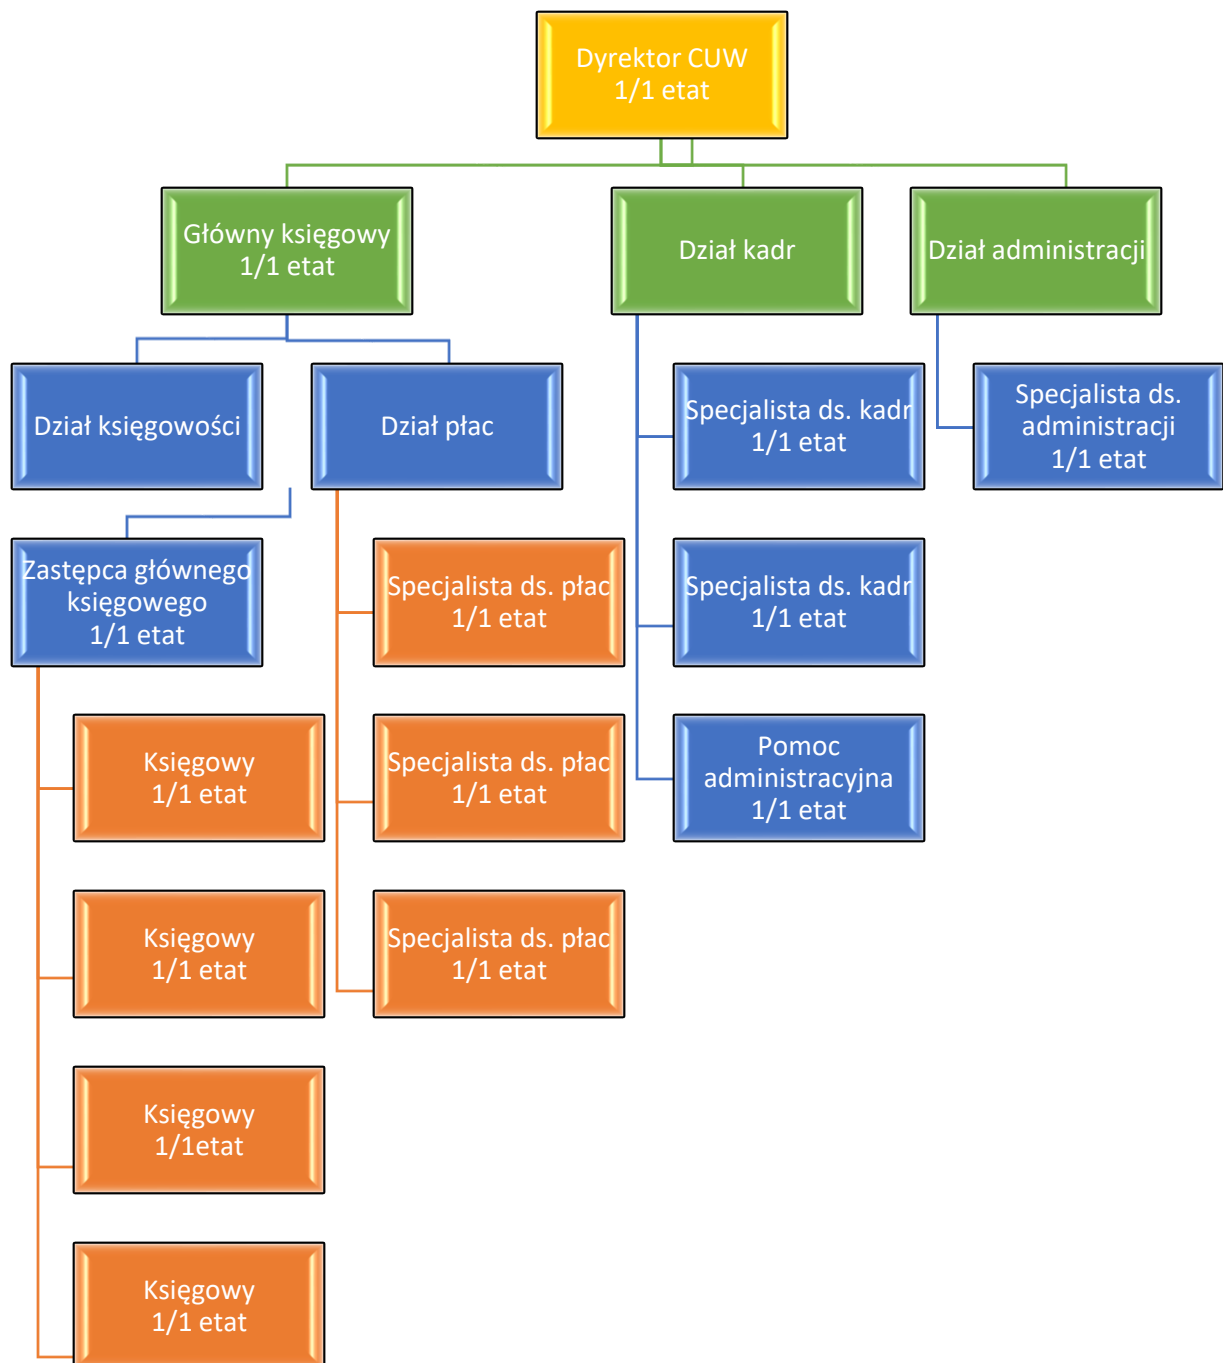 Dyrektor CUW
1/1 etat
Główny księgowy
1/1 etat
Dział kadr
Dział administracji
Dział księgowości
Dział płac
Specjalista ds. kadr
1/1 etat
Specjalista ds.
administracji
1/1 etat
Zastępca głównego
księgowego
1/1 etat
Specjalista ds. płac
1/1 etat
Specjalista ds. kadr
1/1 etat
Księgowy
1/1 etat
Specjalista ds. płac
1/1 etat
Pomoc
administracyjna
1/1 etat
Księgowy
1/1 etat
Specjalista ds. płac
1/1 etat
Księgowy
1/1etat
Księgowy
1/1 etat